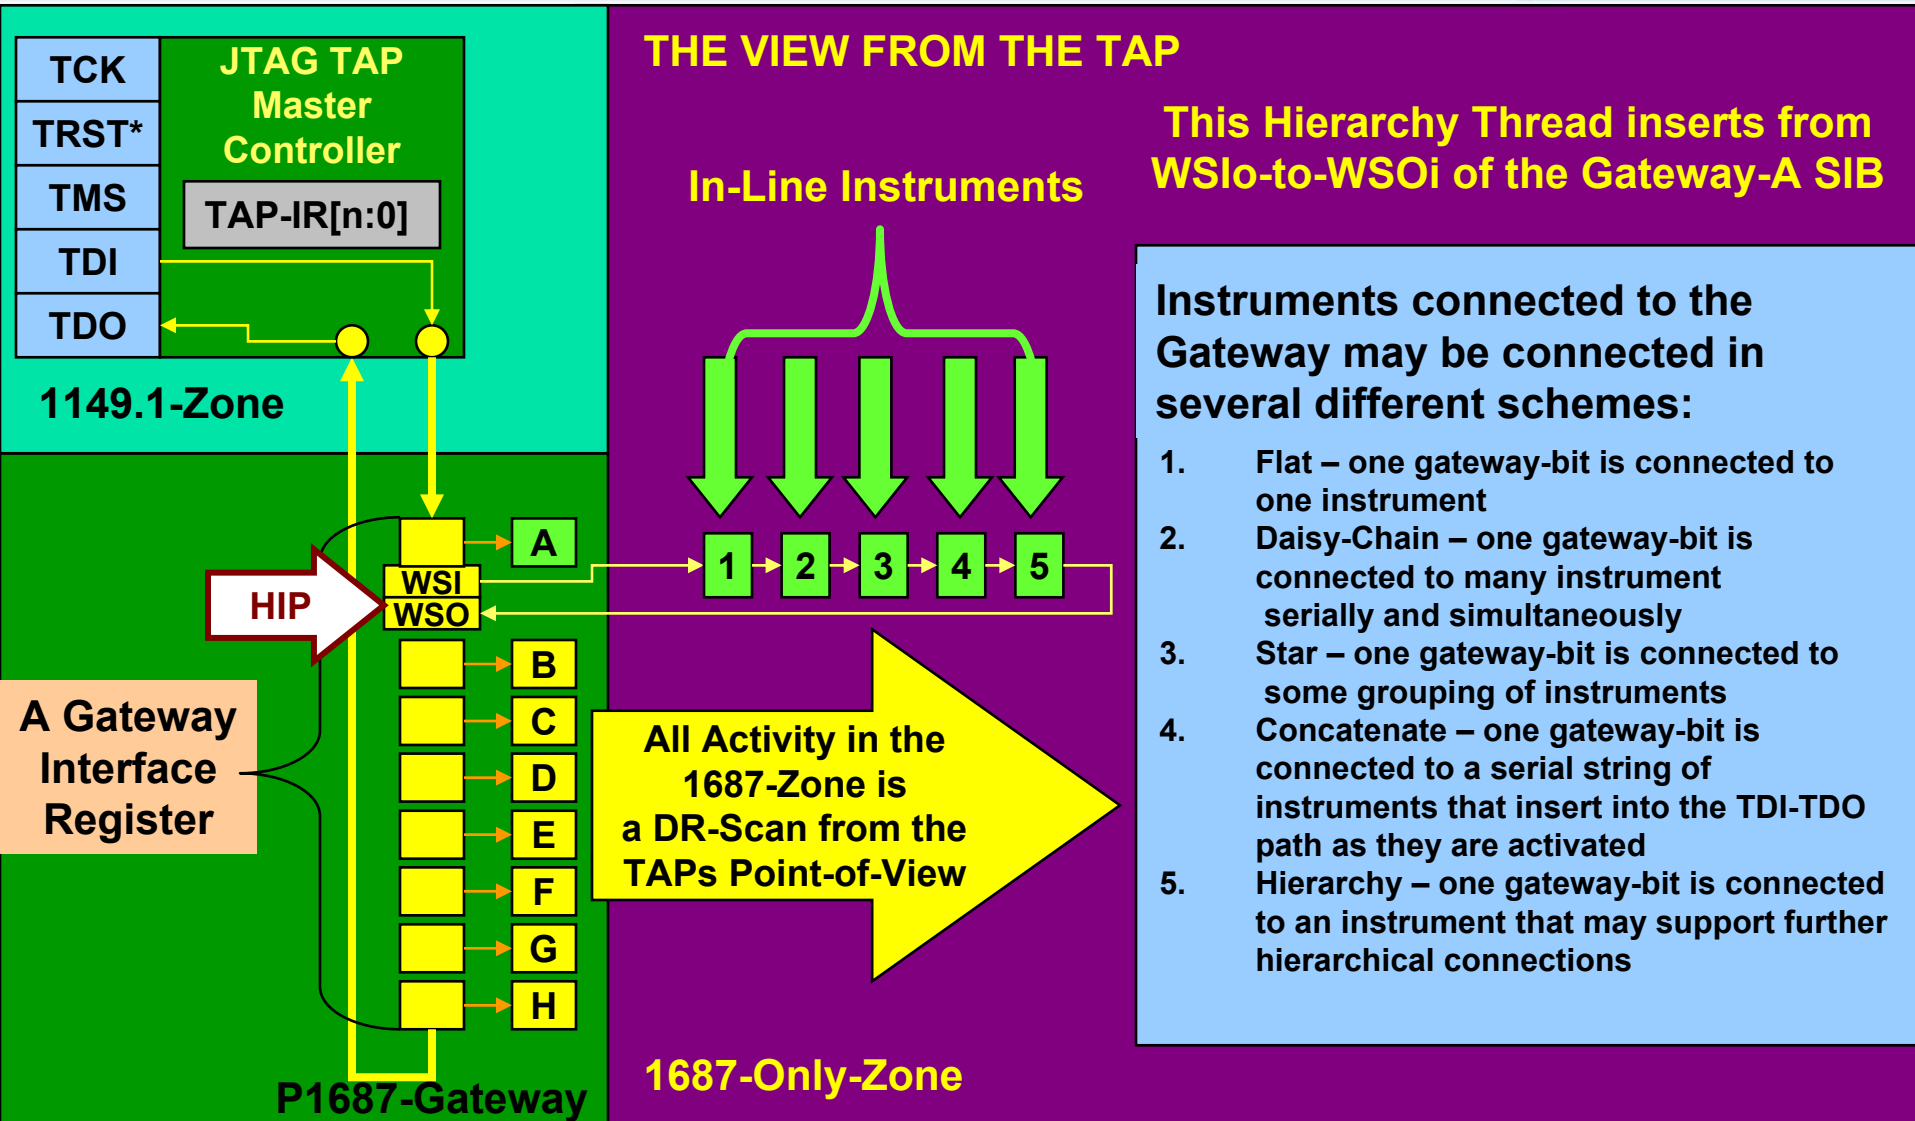 TCK
TRST*
TMS
TDI
TDO
JTAG TAP
Master
Controller
TAP-IR[n:0]
1149.1-Zone
THE VIEW FROM THE TAP
This Hierarchy Thread inserts from
WSIo-to-WSOi of the Gateway-A SIB
In-Line Instruments
1
2
3
4
5
HIP
WSI
WSO
A
B
C
D
E
F
G
H
A Gateway
Interface
Register
P1687-Gateway
All Activity in the
1687-Zone is
a DR-Scan from the
TAPs Point-of-View
1687-Only-Zone
Instruments connected to the
Gateway may be connected in
several different schemes:
1. Flat – one gateway-bit is connected to
one instrument
2. Daisy-Chain – one gateway-bit is
connected to many instrument
serially and simultaneously
3. Star – one gateway-bit is connected to
some grouping of instruments
4. Concatenate – one gateway-bit is
connected to a serial string of
instruments that insert into the TDI-TDO
path as they are activated
5. Hierarchy – one gateway-bit is connected
to an instrument that may support further
hierarchical connections